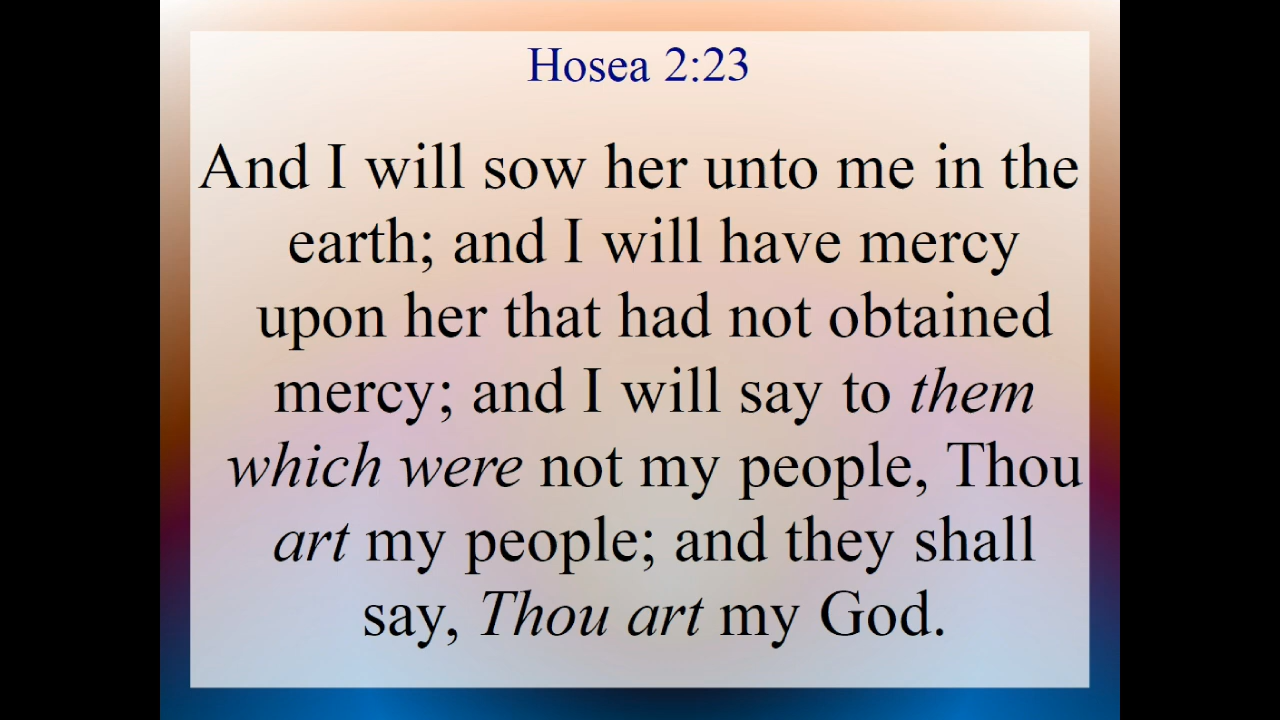 Hosea 2:23
And I will sow her unto me in the
earth; and I will have mercy
upon her that had not obtained
mercy; and I will say to them
which were not my people, Thou
art my people; and they shall
say, Thou art my God.